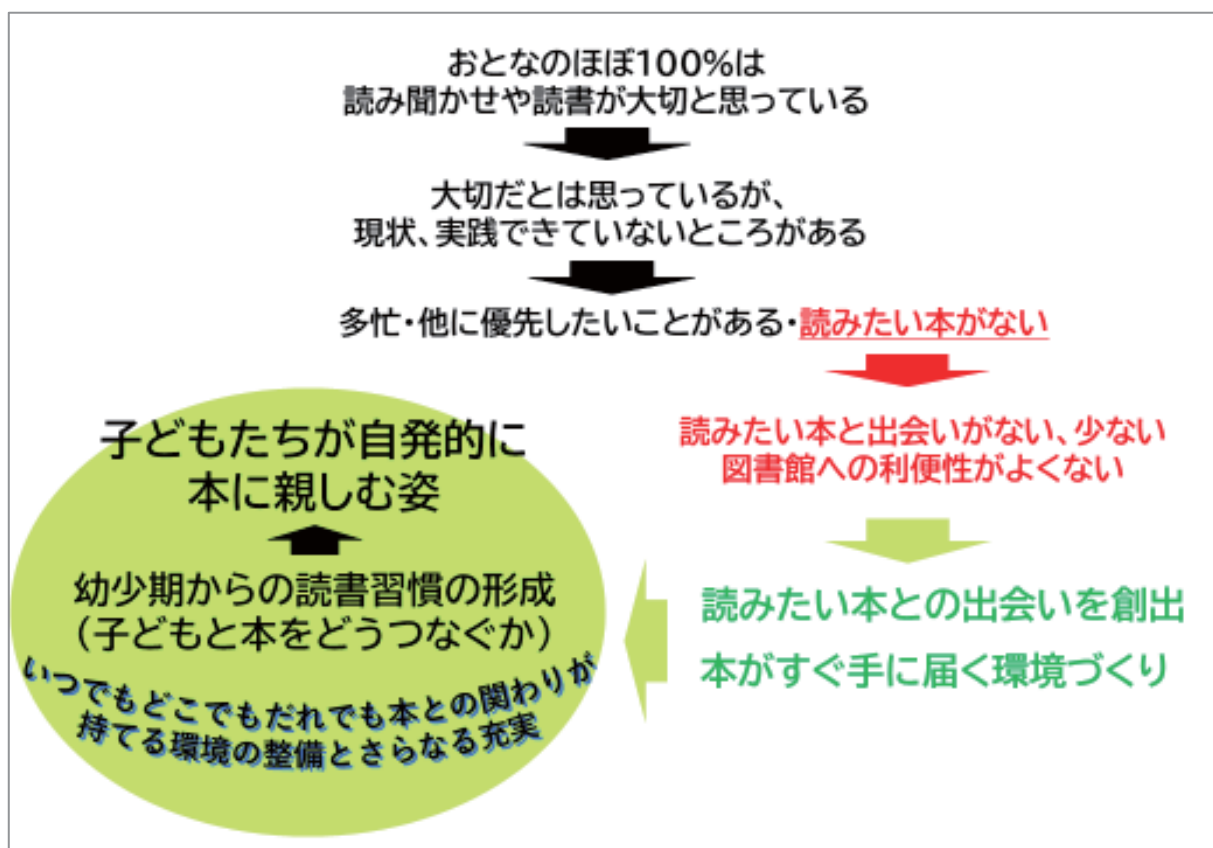 おとなのほぼ100%は
読み聞かせや読書が大切と思っている
大切だとは思っているが、
現状、実践できていないところがある
多忙・他に優先したいことがある・読みたい本がない
読みたい本と出会いがない、少ない
図書館への利便性がよくない
読みたい本との出会いを創出
本がすぐ手に届く環境づくり
子どもたちが自発的に
本に親しむ姿
幼少期からの読書習慣の形成
（子どもと本をどうつなぐか）
いつでもどこでもだれでも本との関わりが
持てる環境の整備とさらなる充実